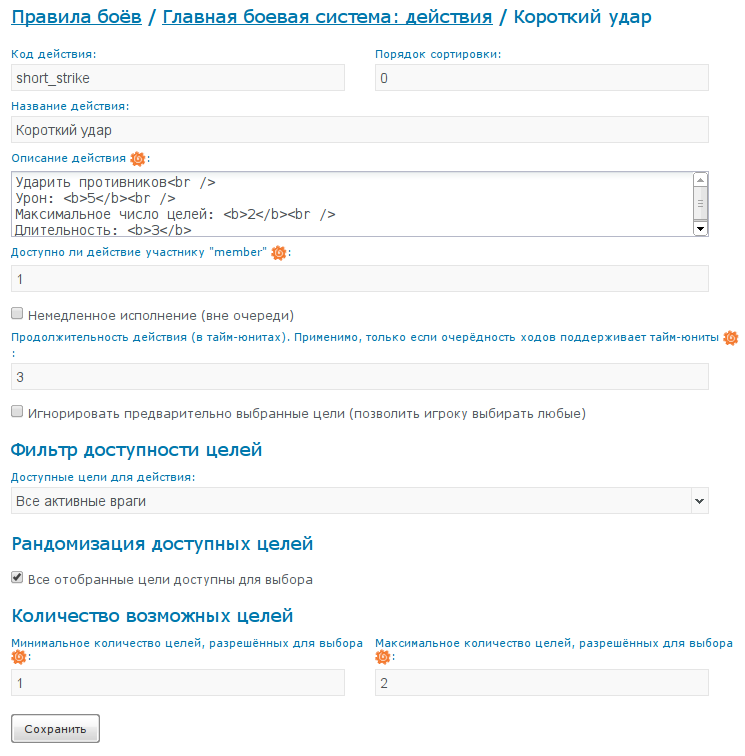 Правила боёв / Главная боевая система: действия / Короткий удар
Код действия:
Порядок сортировки:
short_strike
0
Название действия:
Короткий удар
Описание действия :
Ударить противников<br />
Урон: <b>5</b><br />
Максимальное число целей: <b>2</b><br />
Длительность: <b>3</b>
Доступно ли действие участнику "member" :
1
Немедленное исполнение (вне очереди)
Продолжительность действия (в тайм-юнитах). Применимо, только если очерёдность ходов поддерживает тайм-юниты
:
3
Игнорировать предварительно выбранные цели (позволить игроку выбирать любые)
Фильтр доступности целей
Доступные цели для действия:
Все активные враги
Рандомизация доступных целей
Все отобранные цели доступны для выбора
Количество возможных целей
Минимальное количество целей, разрешённых для выбора
:
Максимальное количество целей, разрешённых для выбора
:
1
2
Сохранить